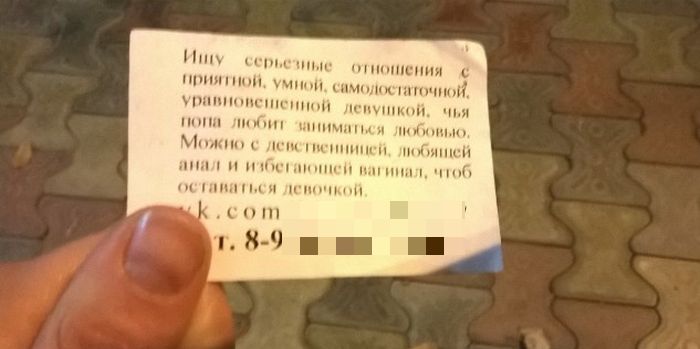 Ищу серьезные отношения с
приятной, умной, самодостаточной,
уравновешенной девушкой, чья
попа любит заниматься любовью.
Можно с девственницей, любящей
анал и избегающей вагинал, чтоб
оставаться девочкой.
vk.com
т. 8-9